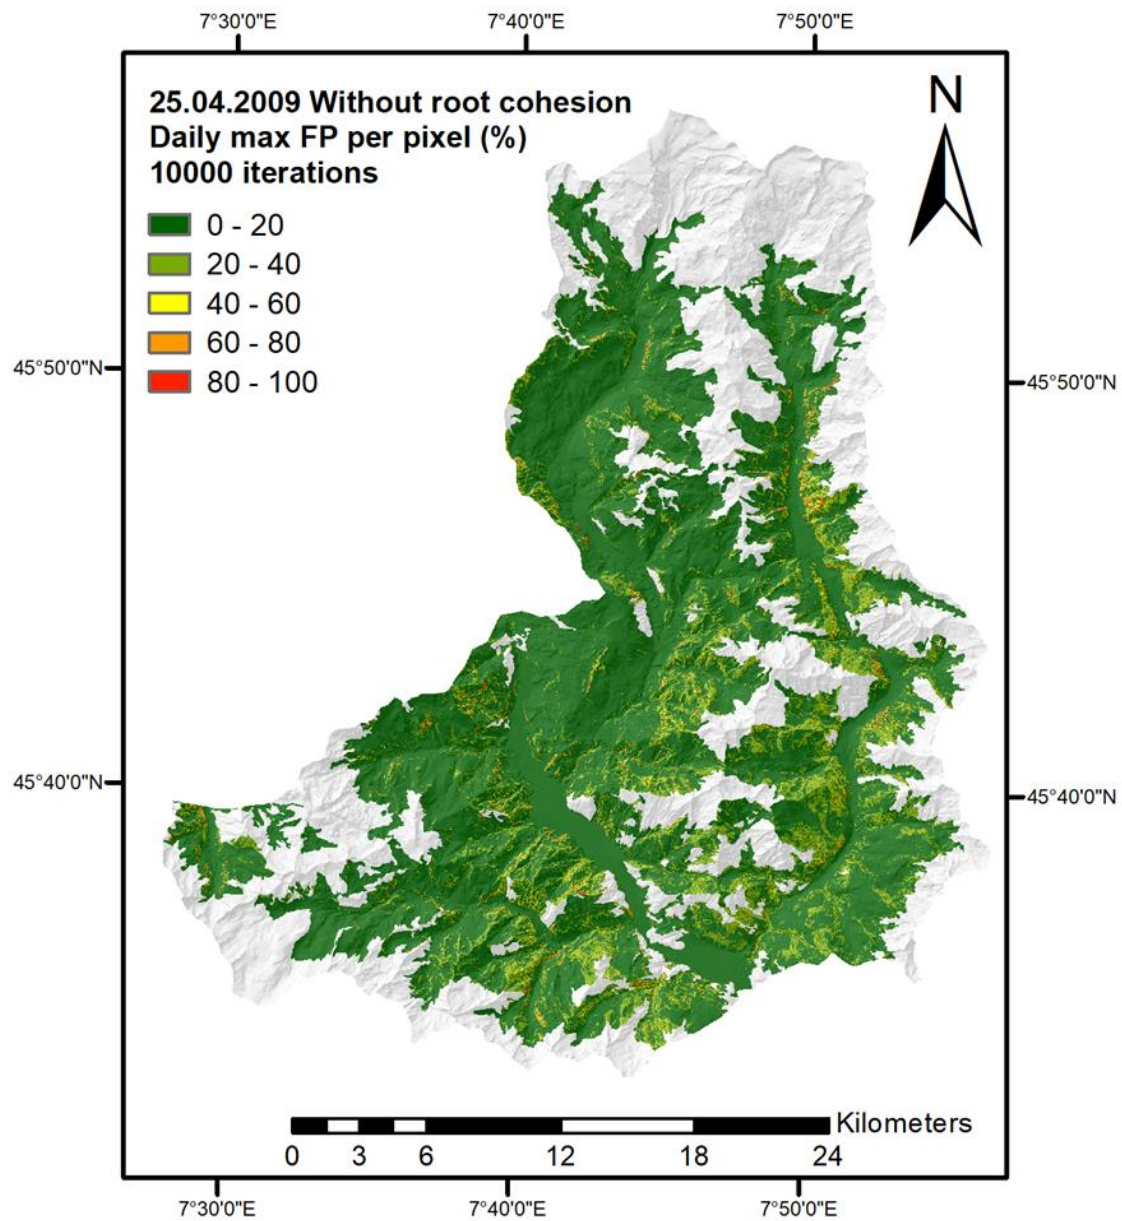 7°30'0"E 7°40'0"E 7°50'0"E
25.04.2009 Without root cohesion
Daily max FP per pixel (%)
10000 iterations
N
0 - 20
20 - 40
40 - 60
60 - 80
80 - 100
45°50'0"N 45°50'0"N
45°40'0"N 45°40'0"N
Kilometers
0 3 6 12 18 24
7°30'0"E 7°40'0"E 7°50'0"E